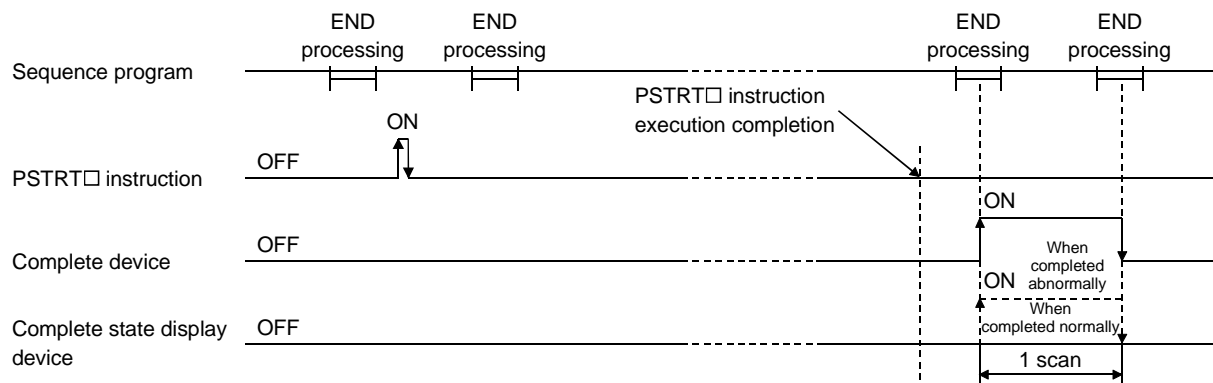 END
processing
END
processing
END
processing
END
processing
Sequence program
PSTRT□ instruction
execution completion
ON
OFF
PSTRT□ instruction
ON
OFF
Complete device
When
completed
abnormally
ON
When
completed normally
OFF
Complete state display
device
1 scan